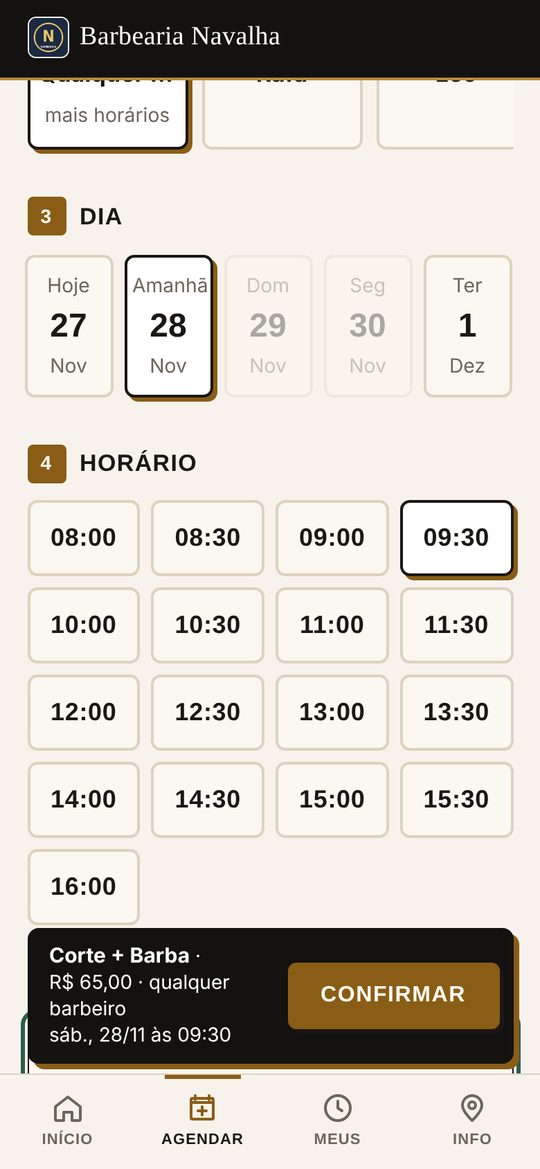 N
Barbearia Navalha
mais horários
3
DIA
Hoje
27
Nov
Amanhã
28
Nov
Dom
29
Nov
Seg
30
Nov
Ter
1
Dez
4
HORÁRIO
08:00 08:30 09:00 09:30
10:00 10:30 11:00 11:30
12:00 12:30 13:00 13:30
14:00 14:30 15:00 15:30
16:00
Corte + Barba ·
R$ 65,00 · qualquer
barbeiro
sáb., 28/11 às 09:30
CONFIRMAR
INÍCIO AGENDAR MEUS INFO